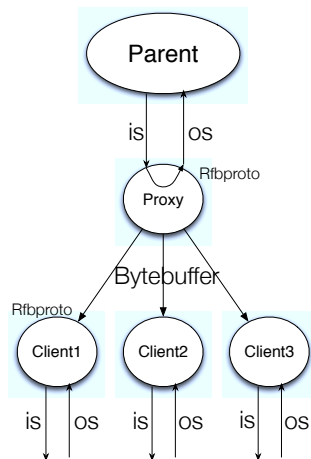 Parent
is
os
Rfbproto
Proxy
Bytebuffer
Rfbproto
Client1
Client2
Client3
is
os
is
os
is
os